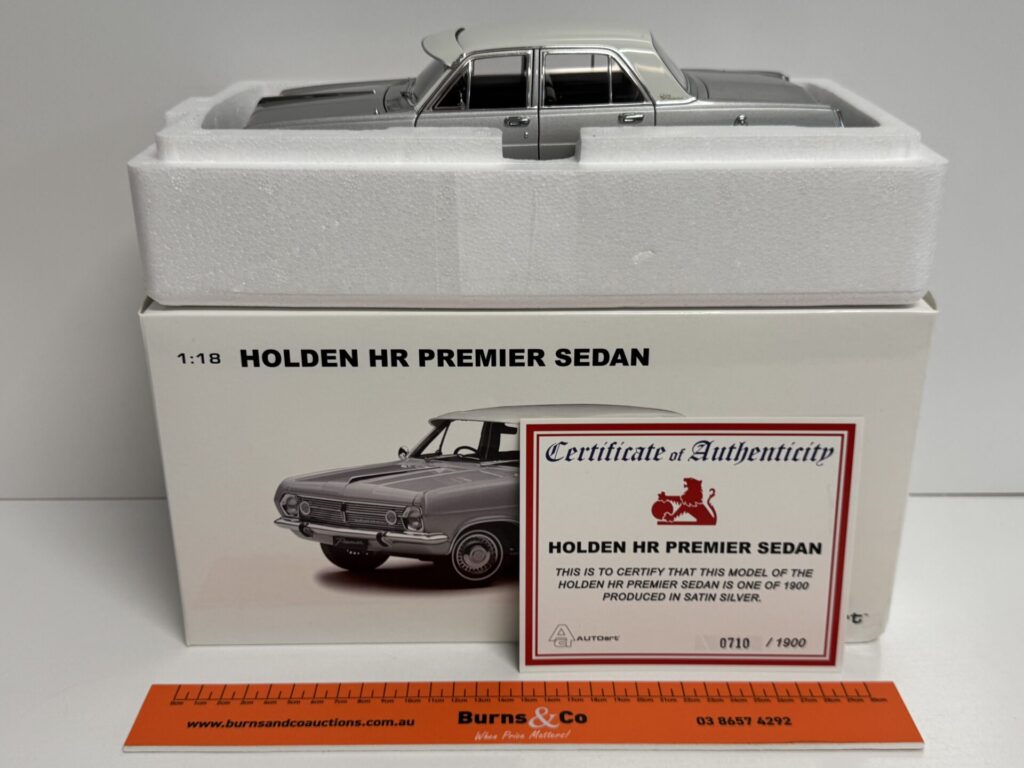 1:18 HOLDEN HR PREMIER SEDAN
Premier
Certificate of Authenticity
HOLDEN HR PREMIER SEDAN
THIS IS TO CERTIFY THAT THIS MODEL OF THE
HOLDEN HR PREMIER SEDAN IS ONE OF 1900
PRODUCED IN SATIN SILVER.
AUTOart
0710 / 1900
www.burnsandcoauctions.com.au
Burns&Co
When Price Matters!
03 8657 4292